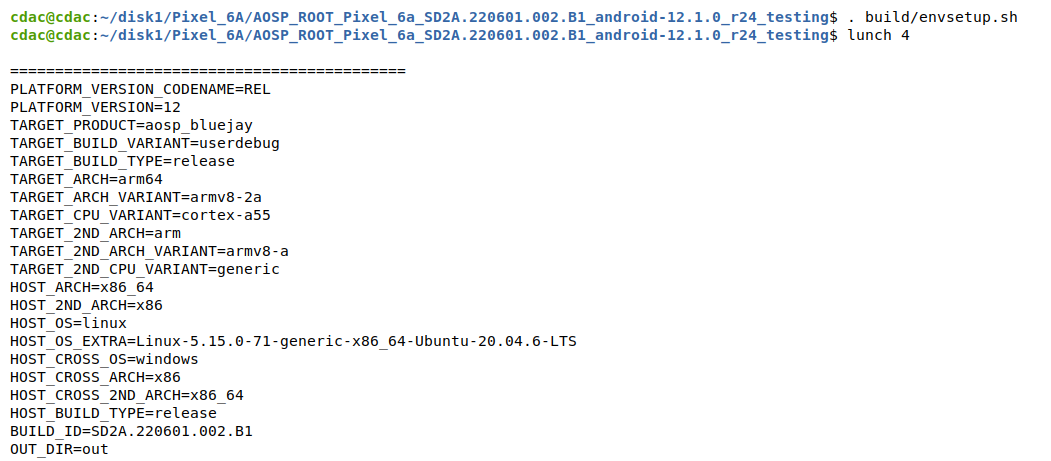 cdac@cdac:~/disk1/Pixel_6A/AOSP_ROOT_Pixel_6a_SD2A.220601.002.B1_android-12.1.0_r24_testing$ . build/envsetup.sh
cdac@cdac:~/disk1/Pixel_6A/AOSP_ROOT_Pixel_6a_SD2A.220601.002.B1_android-12.1.0_r24_testing$ lunch 4
============================================
PLATFORM_VERSION_CODENAME=REL
PLATFORM_VERSION=12
TARGET_PRODUCT=aosp_bluejay
TARGET_BUILD_VARIANT=userdebug
TARGET_BUILD_TYPE=release
TARGET_ARCH=arm64
TARGET_ARCH_VARIANT=armv8-2a
TARGET_CPU_VARIANT=cortex-a55
TARGET_2ND_ARCH=arm
TARGET_2ND_ARCH_VARIANT=armv8-a
TARGET_2ND_CPU_VARIANT=generic
HOST_ARCH=x86_64
HOST_2ND_ARCH=x86
HOST_OS=linux
HOST_OS_EXTRA=Linux-5.15.0-71-generic-x86_64-Ubuntu-20.04.6-LTS
HOST_CROSS_OS=windows
HOST_CROSS_ARCH=x86
HOST_CROSS_2ND_ARCH=x86_64
HOST_BUILD_TYPE=release
BUILD_ID=SD2A.220601.002.B1
OUT_DIR=out